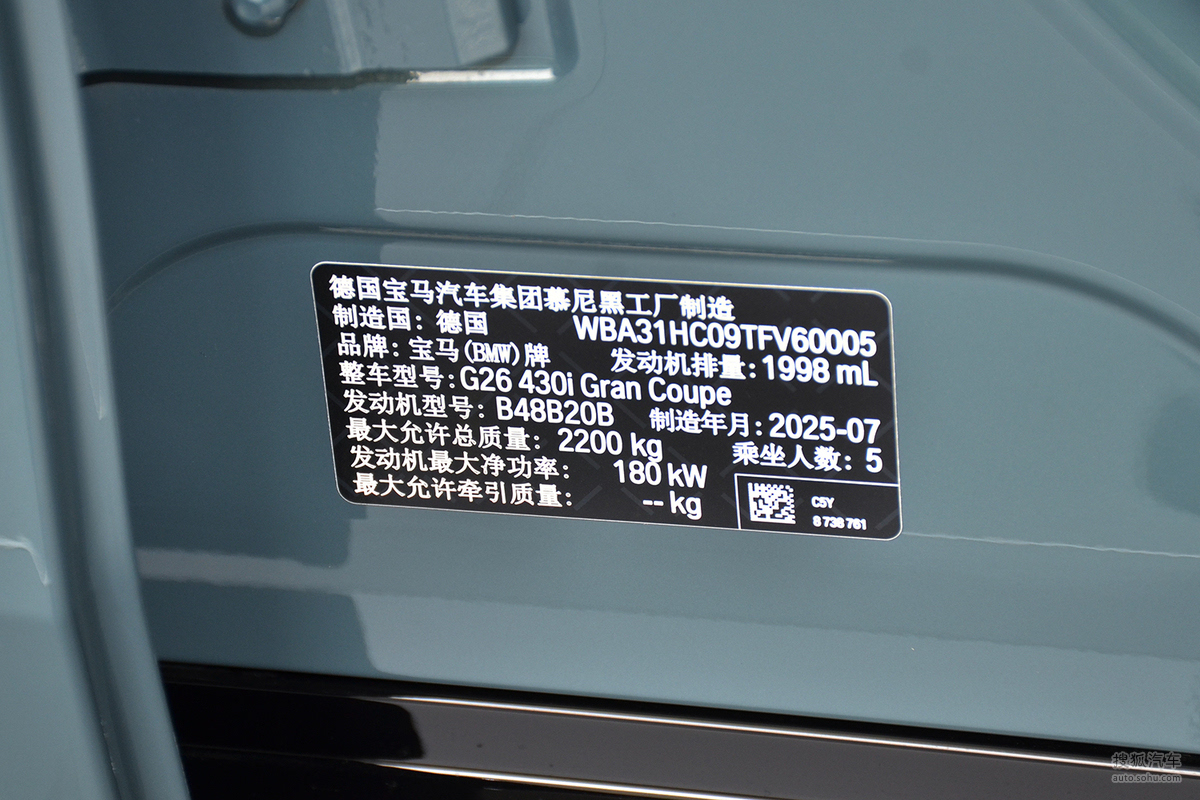 德国宝马汽车集团慕尼黑工厂制造
制造国：德国 WBA31HC09TFV60005
品牌：宝马(BMW)牌 发动机排量：1998 mL
整车型号：G26 430i Gran Coupe
发动机型号：B48B20B 制造年月：2025-07
最大允许总质量：2200 kg 乘坐人数：5
发动机最大净功率：180 kW
最大允许牵引质量：-- kg
C5Y
8 738 761
搜狐汽车
auto.sohu.com